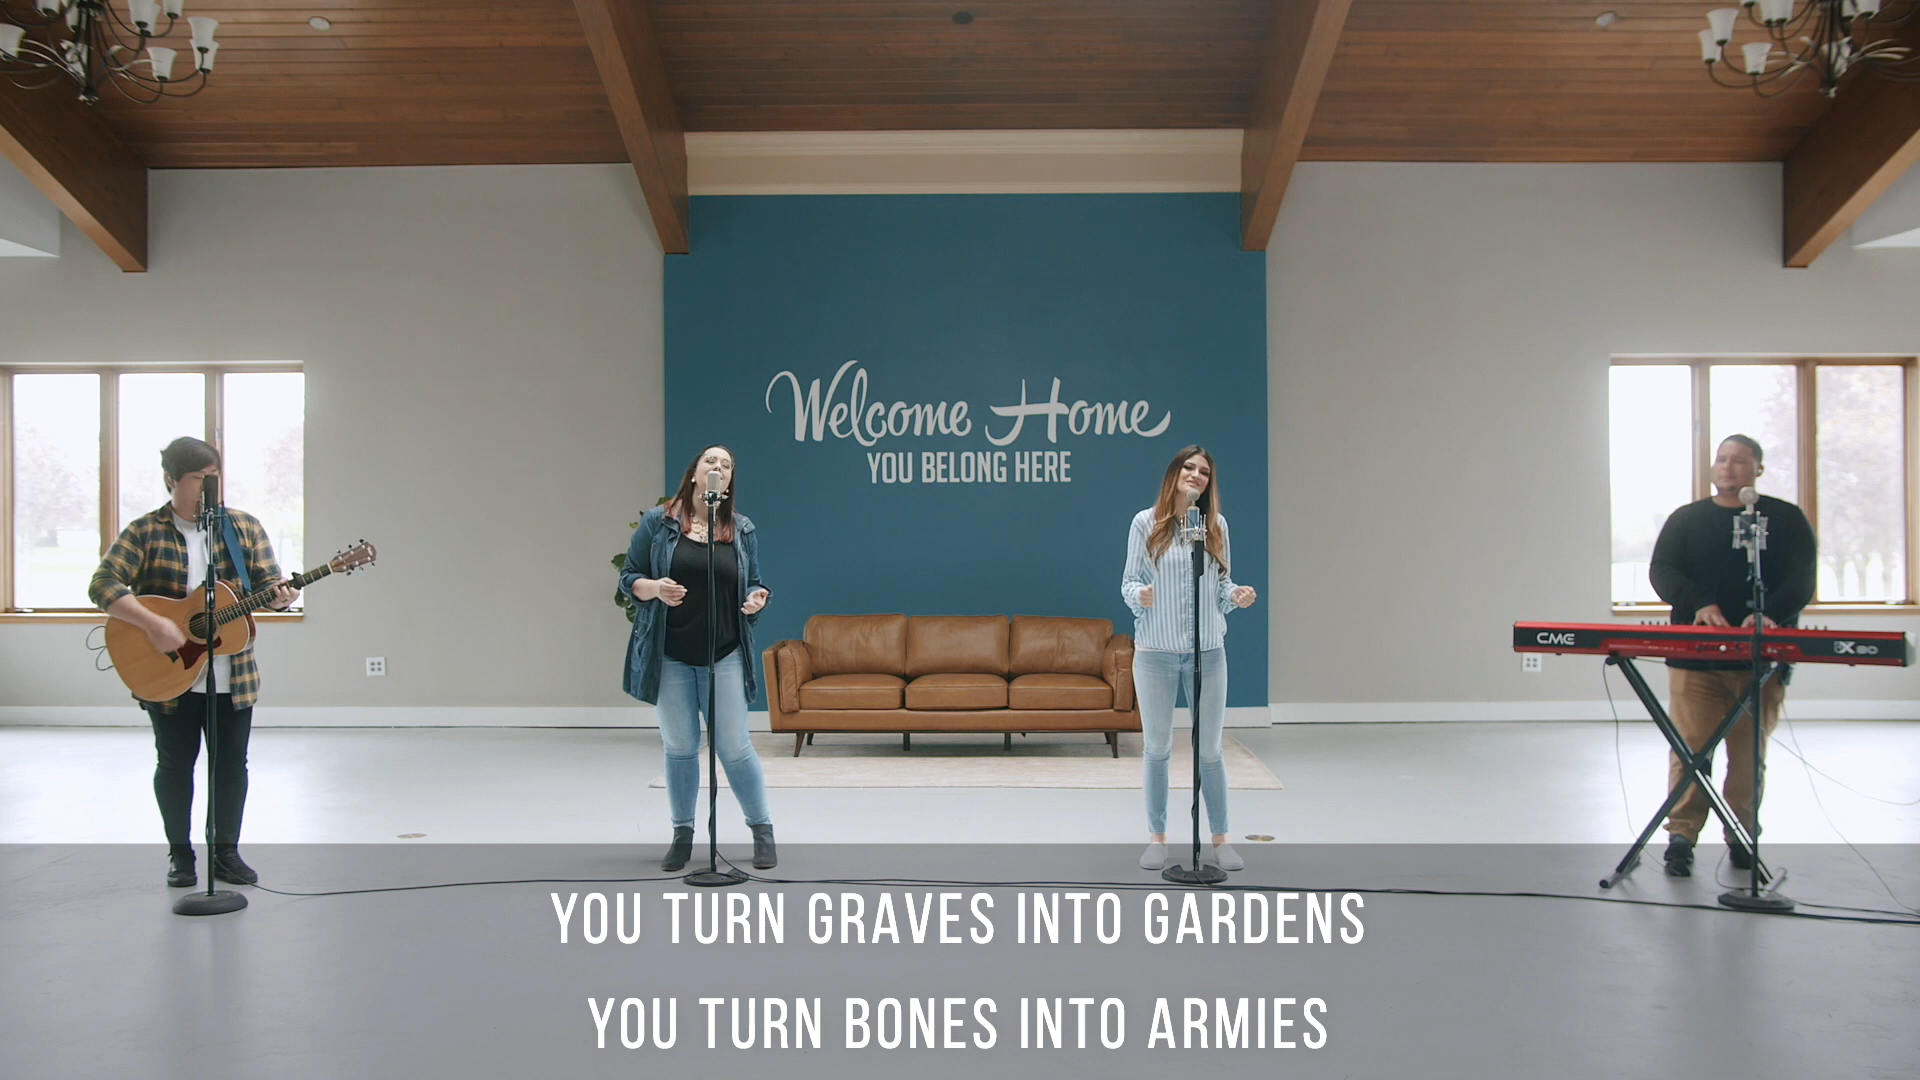 Welcome Home
YOU BELONG HERE
CME
YOU TURN GRAVES INTO GARDENS
YOU TURN BONES INTO ARMIES